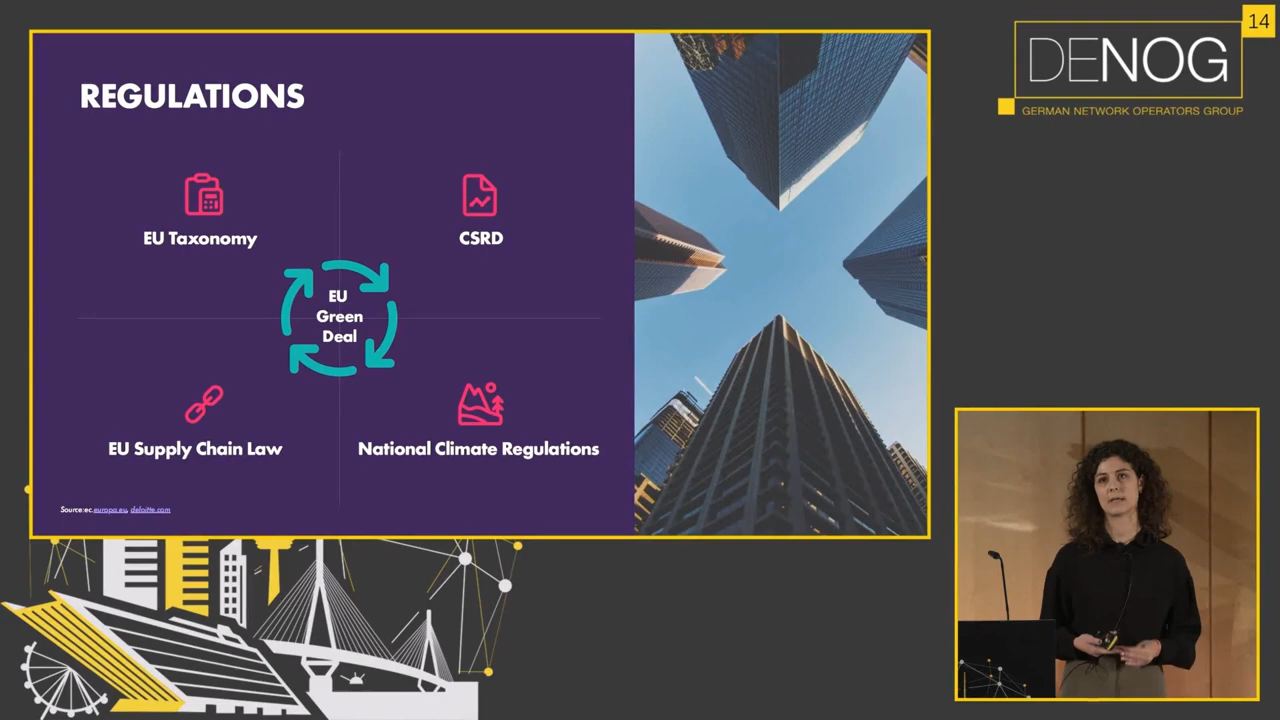 REGULATIONS
EU Taxonomy
CSRD
EU
Green
Deal
EU Supply Chain Law
National Climate Regulations
Source:ec.europa.eu, deloitte.com
14
DENOG
GERMAN NETWORK OPERATORS GROUP